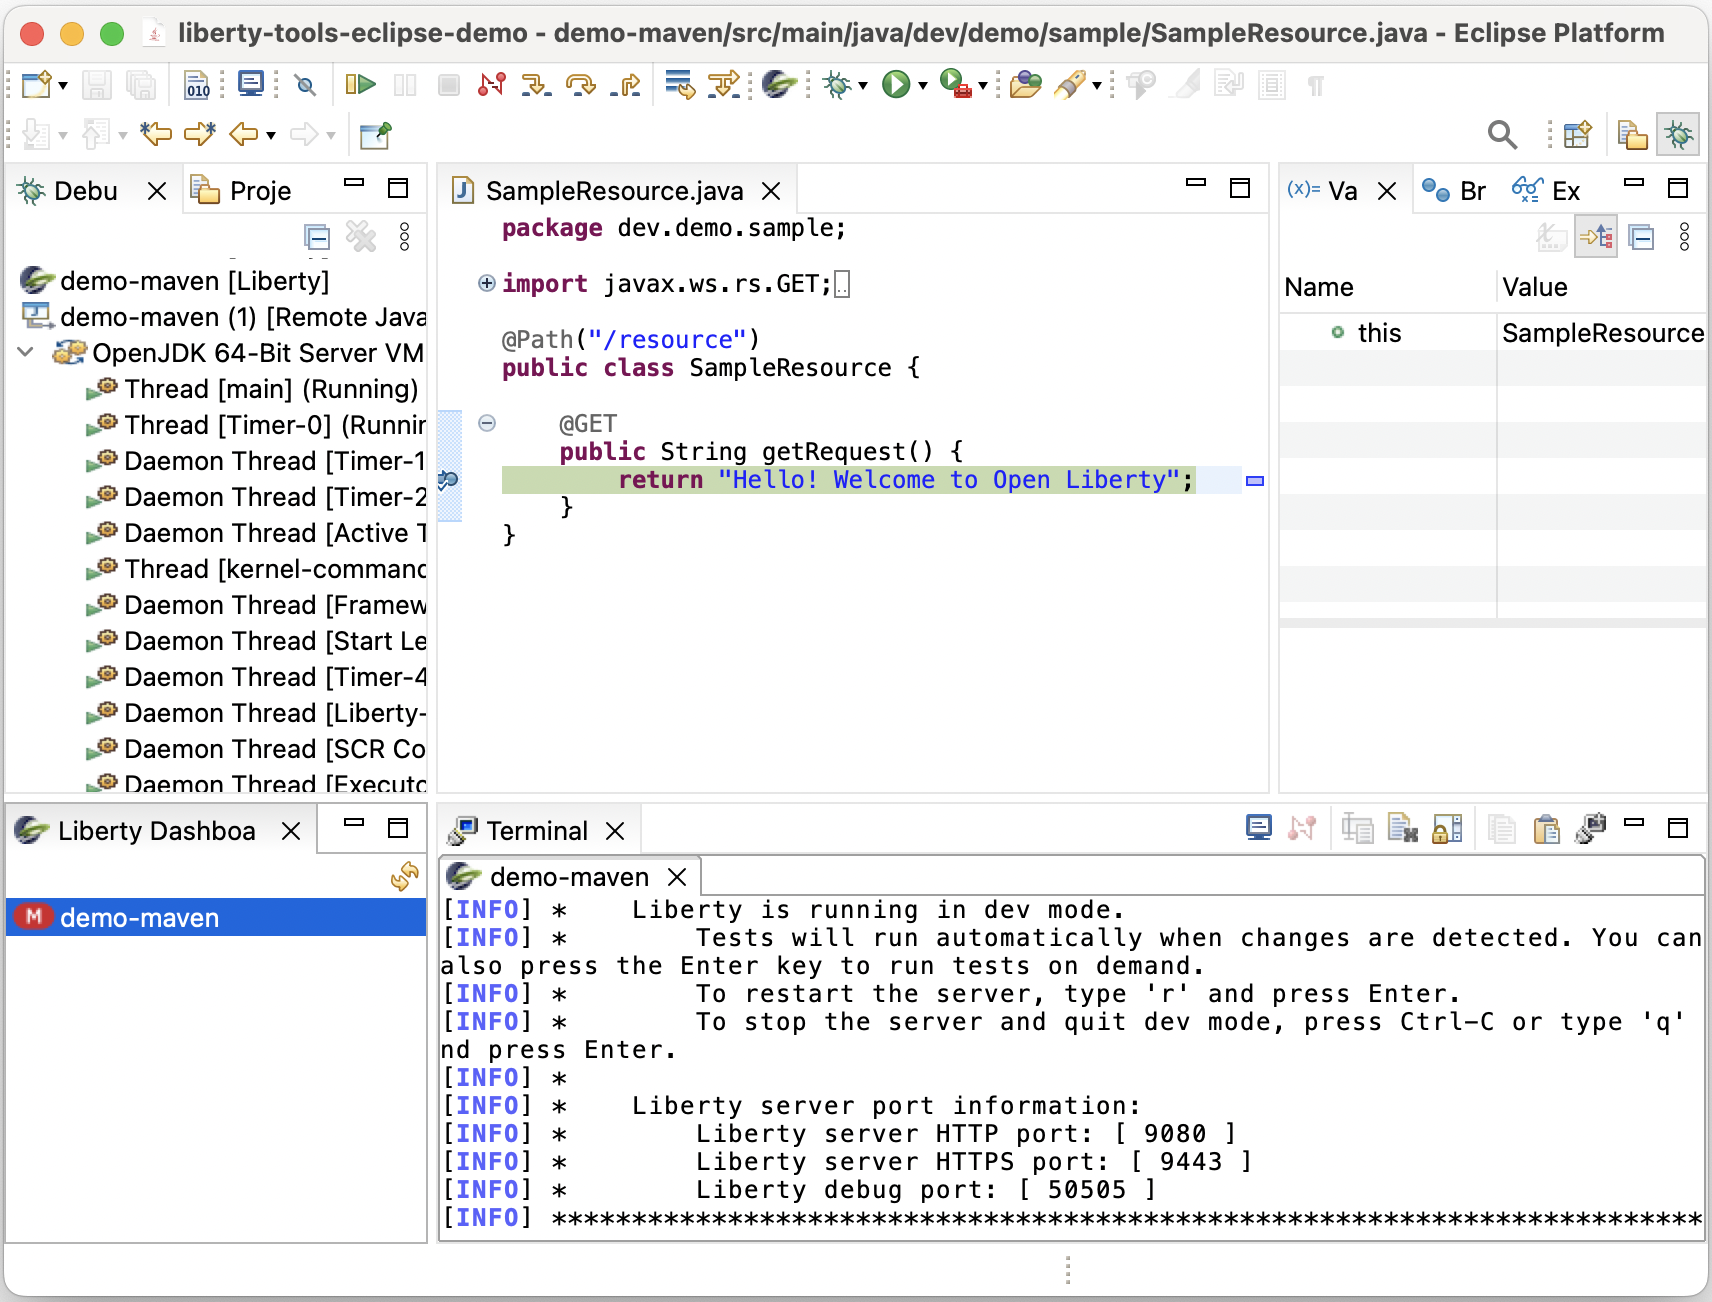 liberty-tools-eclipse-demo - demo-maven/src/main/java/dev/demo/sample/SampleResource.java - Eclipse Platform
010
Debu
Proje
demo-maven [Liberty]
demo-maven (1) [Remote Java
OpenJDK 64-Bit Server VM
Thread [main] (Running)
Thread [Timer-0] (Runnin
Daemon Thread [Timer-1
Daemon Thread [Timer-2
Daemon Thread [Active T
Thread [kernel-command
Daemon Thread [Framew
Daemon Thread [Start Le
Daemon Thread [Timer-4
Daemon Thread [Liberty-
Daemon Thread [SCR Co
Daemon Thread [Executo
SampleResource.java
package dev.demo.sample;
import javax.ws.rs.GET;
@Path("/resource")
public class SampleResource {
@GET
public String getRequest() {
return "Hello! Welcome to Open Liberty";
}
}
(x)= Va
Br
Ex
Name Value
this SampleResource
Liberty Dashboa
M demo-maven
Terminal
demo-maven
[INFO] * Liberty is running in dev mode.
[INFO] * Tests will run automatically when changes are detected. You can
also press the Enter key to run tests on demand.
[INFO] * To restart the server, type 'r' and press Enter.
[INFO] * To stop the server and quit dev mode, press Ctrl-C or type 'q'
nd press Enter.
[INFO] *
[INFO] * Liberty server port information:
[INFO] * Liberty server HTTP port: [ 9080 ]
[INFO] * Liberty server HTTPS port: [ 9443 ]
[INFO] * Liberty debug port: [ 50505 ]
[INFO] ************************************************************************